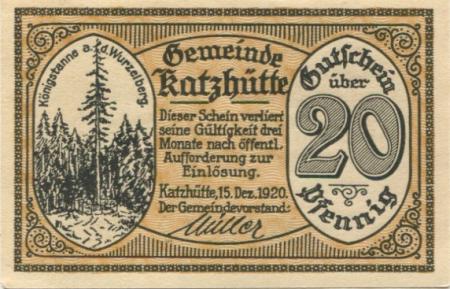 Königstanne a. d. Wurzelberg.
Gemeinde
Katzhütte
Dieser Schein verliert
seine Gültigkeit drei
Monate nach öffentl.
Aufforderung zur
Einlösung.
Katzhütte, 15. Dez. 1920.
Der Gemeindevorstand:
Müller
Gutschein
über
20
Pfennig